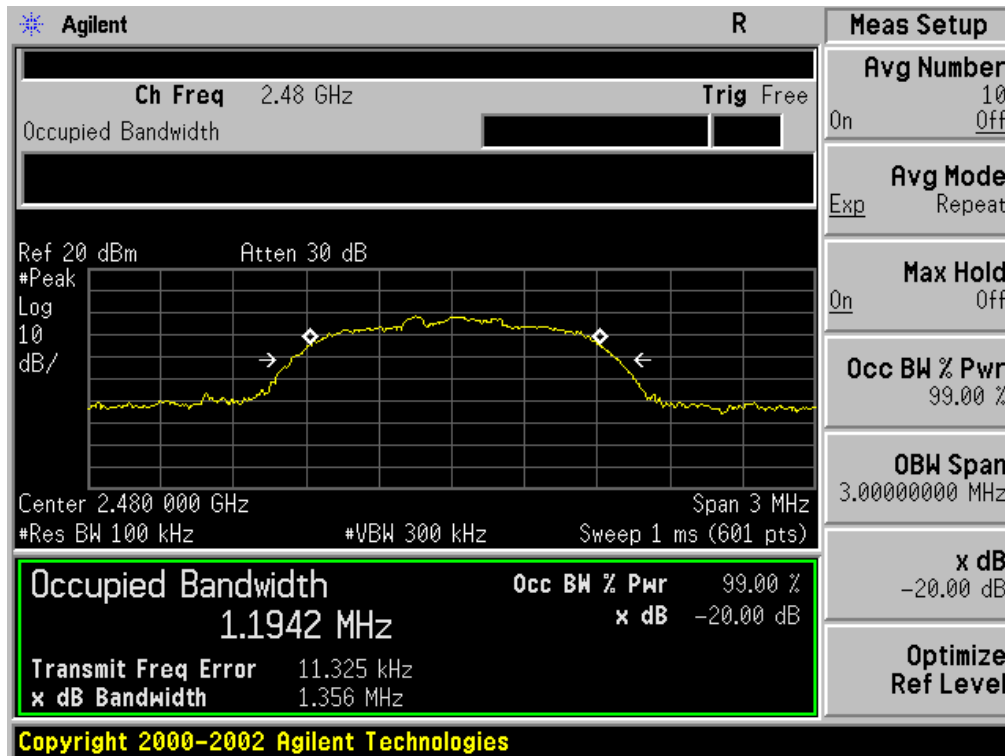 Agilent R
Ch Freq 2.48 GHz Trig Free
Occupied Bandwidth
Ref 20 dBm Atten 30 dB
#Peak
Log
10
dB/
Center 2.480 000 GHz Span 3 MHz
#Res BW 100 kHz #VBW 300 kHz Sweep 1 ms (601 pts)
Occupied Bandwidth
1.1942 MHz
Occ BW % Pwr 99.00 %
x dB -20.00 dB
Transmit Freq Error 11.325 kHz
x dB Bandwidth 1.356 MHz
Copyright 2000-2002 Agilent Technologies
Meas Setup
Avg Number
10
On Off
Avg Mode
Exp Repeat
Max Hold
On Off
Occ BW % Pwr
99.00 %
OBW Span
3.00000000 MHz
x dB
-20.00 dB
Optimize
Ref Level